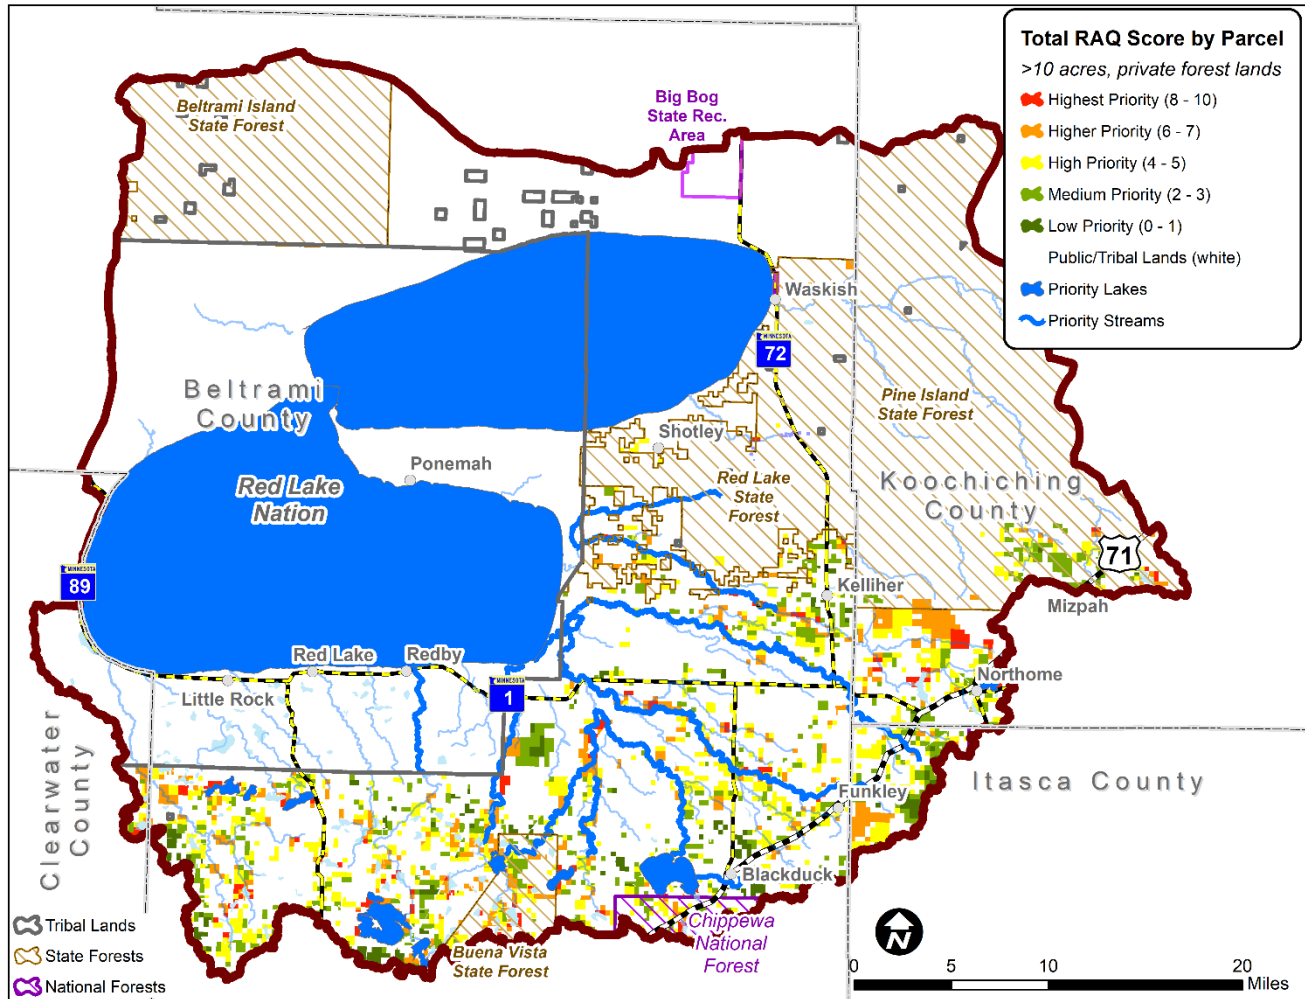 Total RAQ Score by Parcel
>10 acres, private forest lands
Highest Priority (8 - 10)
Higher Priority (6 - 7)
High Priority (4 - 5)
Medium Priority (2 - 3)
Low Priority (0 - 1)
Public/Tribal Lands (white)
Priority Lakes
Priority Streams
Beltrami Island
State Forest
Big Bog
State Rec.
Area
Waskish
MINNESOTA
72
Beltrami
County
Pine Island
State Forest
Shotley
Ponemah
Red Lake
Nation
Red Lake
State
Forest
Koochiching
County
MINNESOTA
89
71
Kelliher
Mizpah
Red Lake
Redby
Little Rock
MINNESOTA
1
Northome
Clearwater
County
Itasca County
Funkley
Blackduck
Chippewa
National
Forest
Buena Vista
State Forest
Tribal Lands
State Forests
National Forests
N
0 5 10 20
Miles